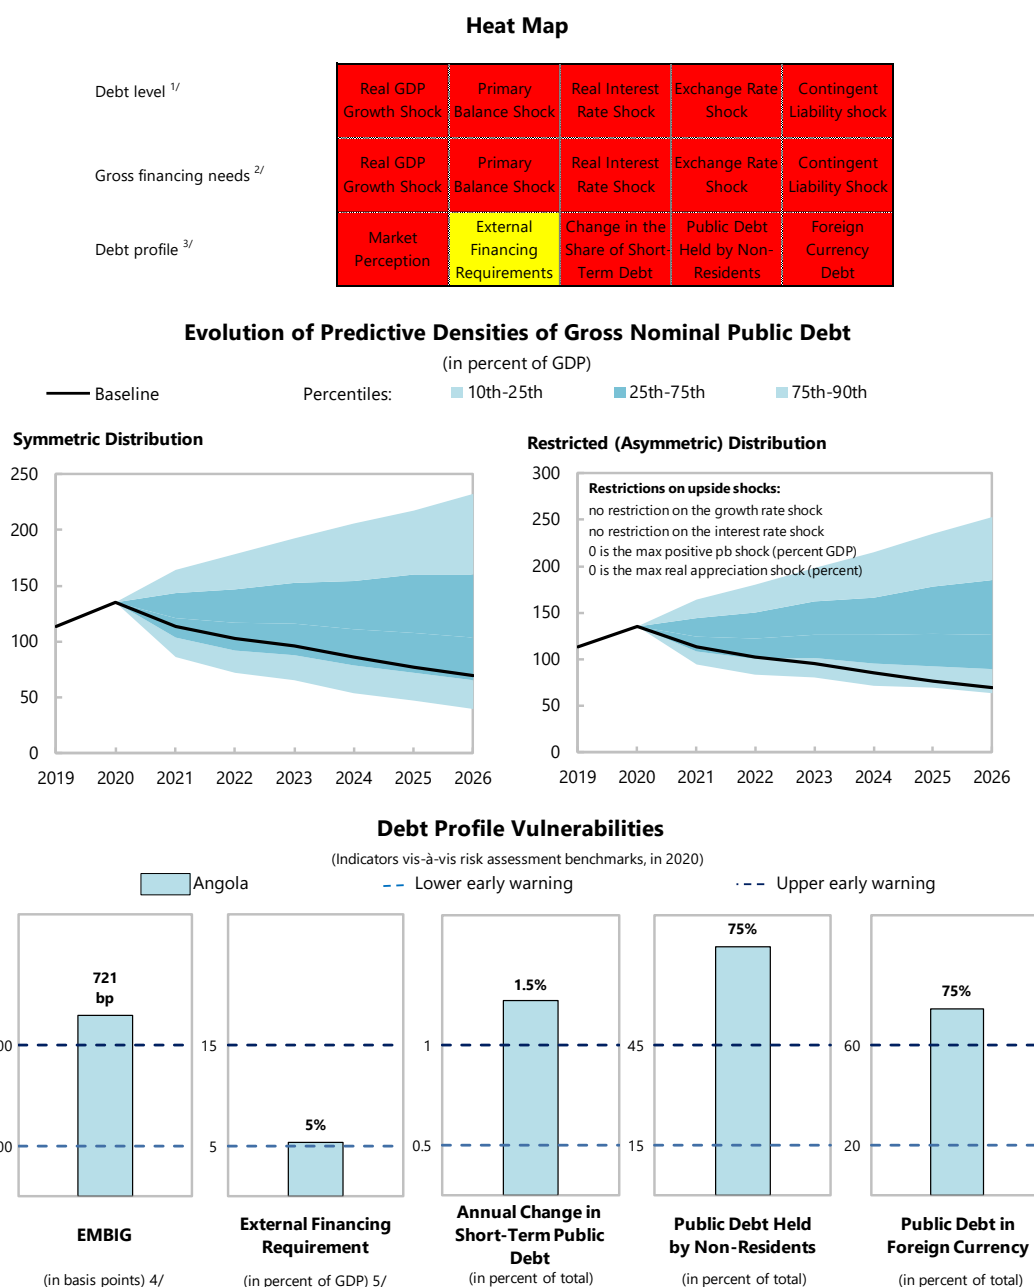 Heat Map
Debt level 1/
Real GDP Growth Shock
Primary Balance Shock
Real Interest Rate Shock
Exchange Rate Shock
Contingent Liability shock
Gross financing needs 2/
Real GDP Growth Shock
Primary Balance Shock
Real Interest Rate Shock
Exchange Rate Shock
Contingent Liability Shock
Debt profile 3/
Market Perception
External Financing Requirements
Change in the Share of Short-Term Debt
Public Debt Held by Non-Residents
Foreign Currency Debt
Evolution of Predictive Densities of Gross Nominal Public Debt
(in percent of GDP)
Baseline
Percentiles:
10th-25th
25th-75th
75th-90th
Symmetric Distribution
250
200
150
100
50
0
2019 2020 2021 2022 2023 2024 2025 2026
Restricted (Asymmetric) Distribution
300
250
200
150
100
50
0
Restrictions on upside shocks:
no restriction on the growth rate shock
no restriction on the interest rate shock
0 is the max positive pb shock (percent GDP)
0 is the max real appreciation shock (percent)
2019 2020 2021 2022 2023 2024 2025 2026
Debt Profile Vulnerabilities
(Indicators vis-à-vis risk assessment benchmarks, in 2020)
Angola
Lower early warning
Upper early warning
721
bp
00
00
EMBIG
(in basis points) 4/
5%
15
5
External Financing
Requirement
(in percent of GDP) 5/
1.5%
1
0.5
Annual Change in
Short-Term Public
Debt
(in percent of total)
75%
45
15
Public Debt Held
by Non-Residents
(in percent of total)
75%
60
20
Public Debt in
Foreign Currency
(in percent of total)